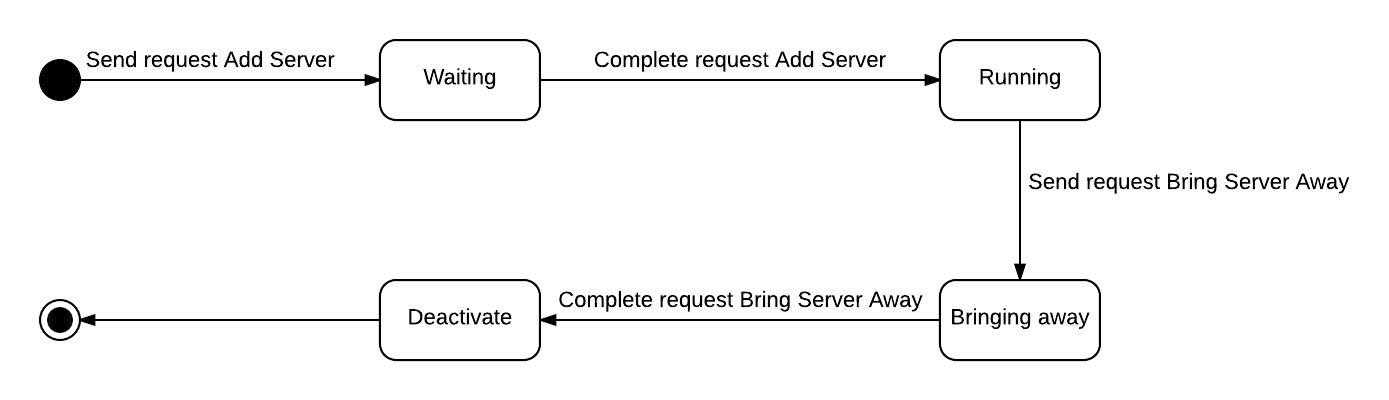 Send request Add Server
Waiting
Complete request Add Server
Running
Send request Bring Server Away
Deactivate
Complete request Bring Server Away
Bringing away